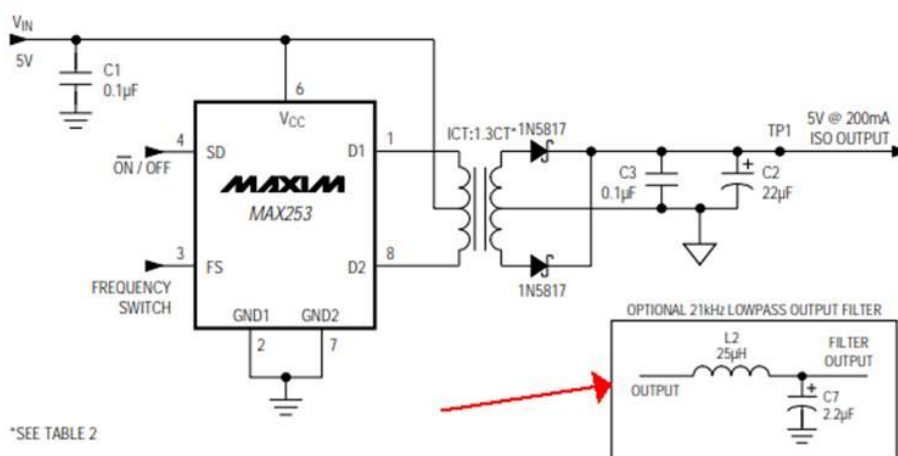 VIN
5V
C1
0.1µF
6
VCC
4
SD
ON / OFF
MAXIM
MAX253
D1
1
ICT:1.3CT*
1N5817
C3
0.1µF
TP1
5V @ 200mA
ISO OUTPUT
C2
22µF
+
3
FS
FREQUENCY
SWITCH
D2
8
1N5817
GND1
GND2
2
7
OPTIONAL 21kHz LOWPASS OUTPUT FILTER
L2
25µH
FILTER
OUTPUT
OUTPUT
+
C7
2.2µF
*SEE TABLE 2